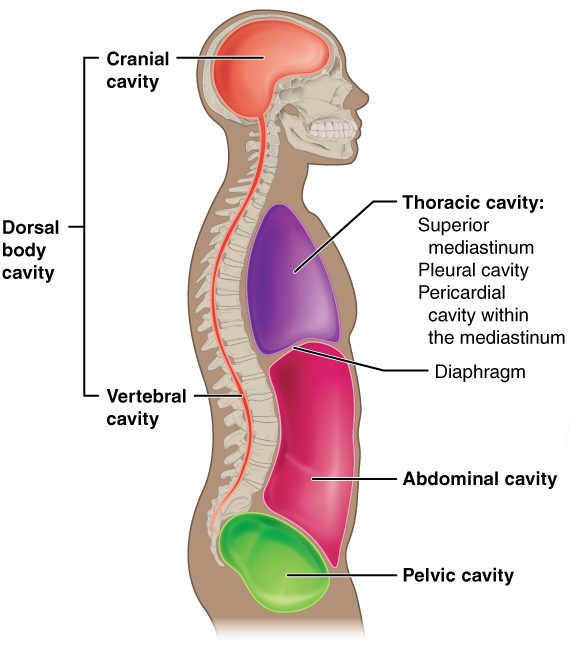 Cranial
cavity
Dorsal
body
cavity
Vertebral
cavity
Thoracic cavity:
Superior
mediastinum
Pleural cavity
Pericardial
cavity within
the mediastinum
Diaphragm
Abdominal cavity
Pelvic cavity